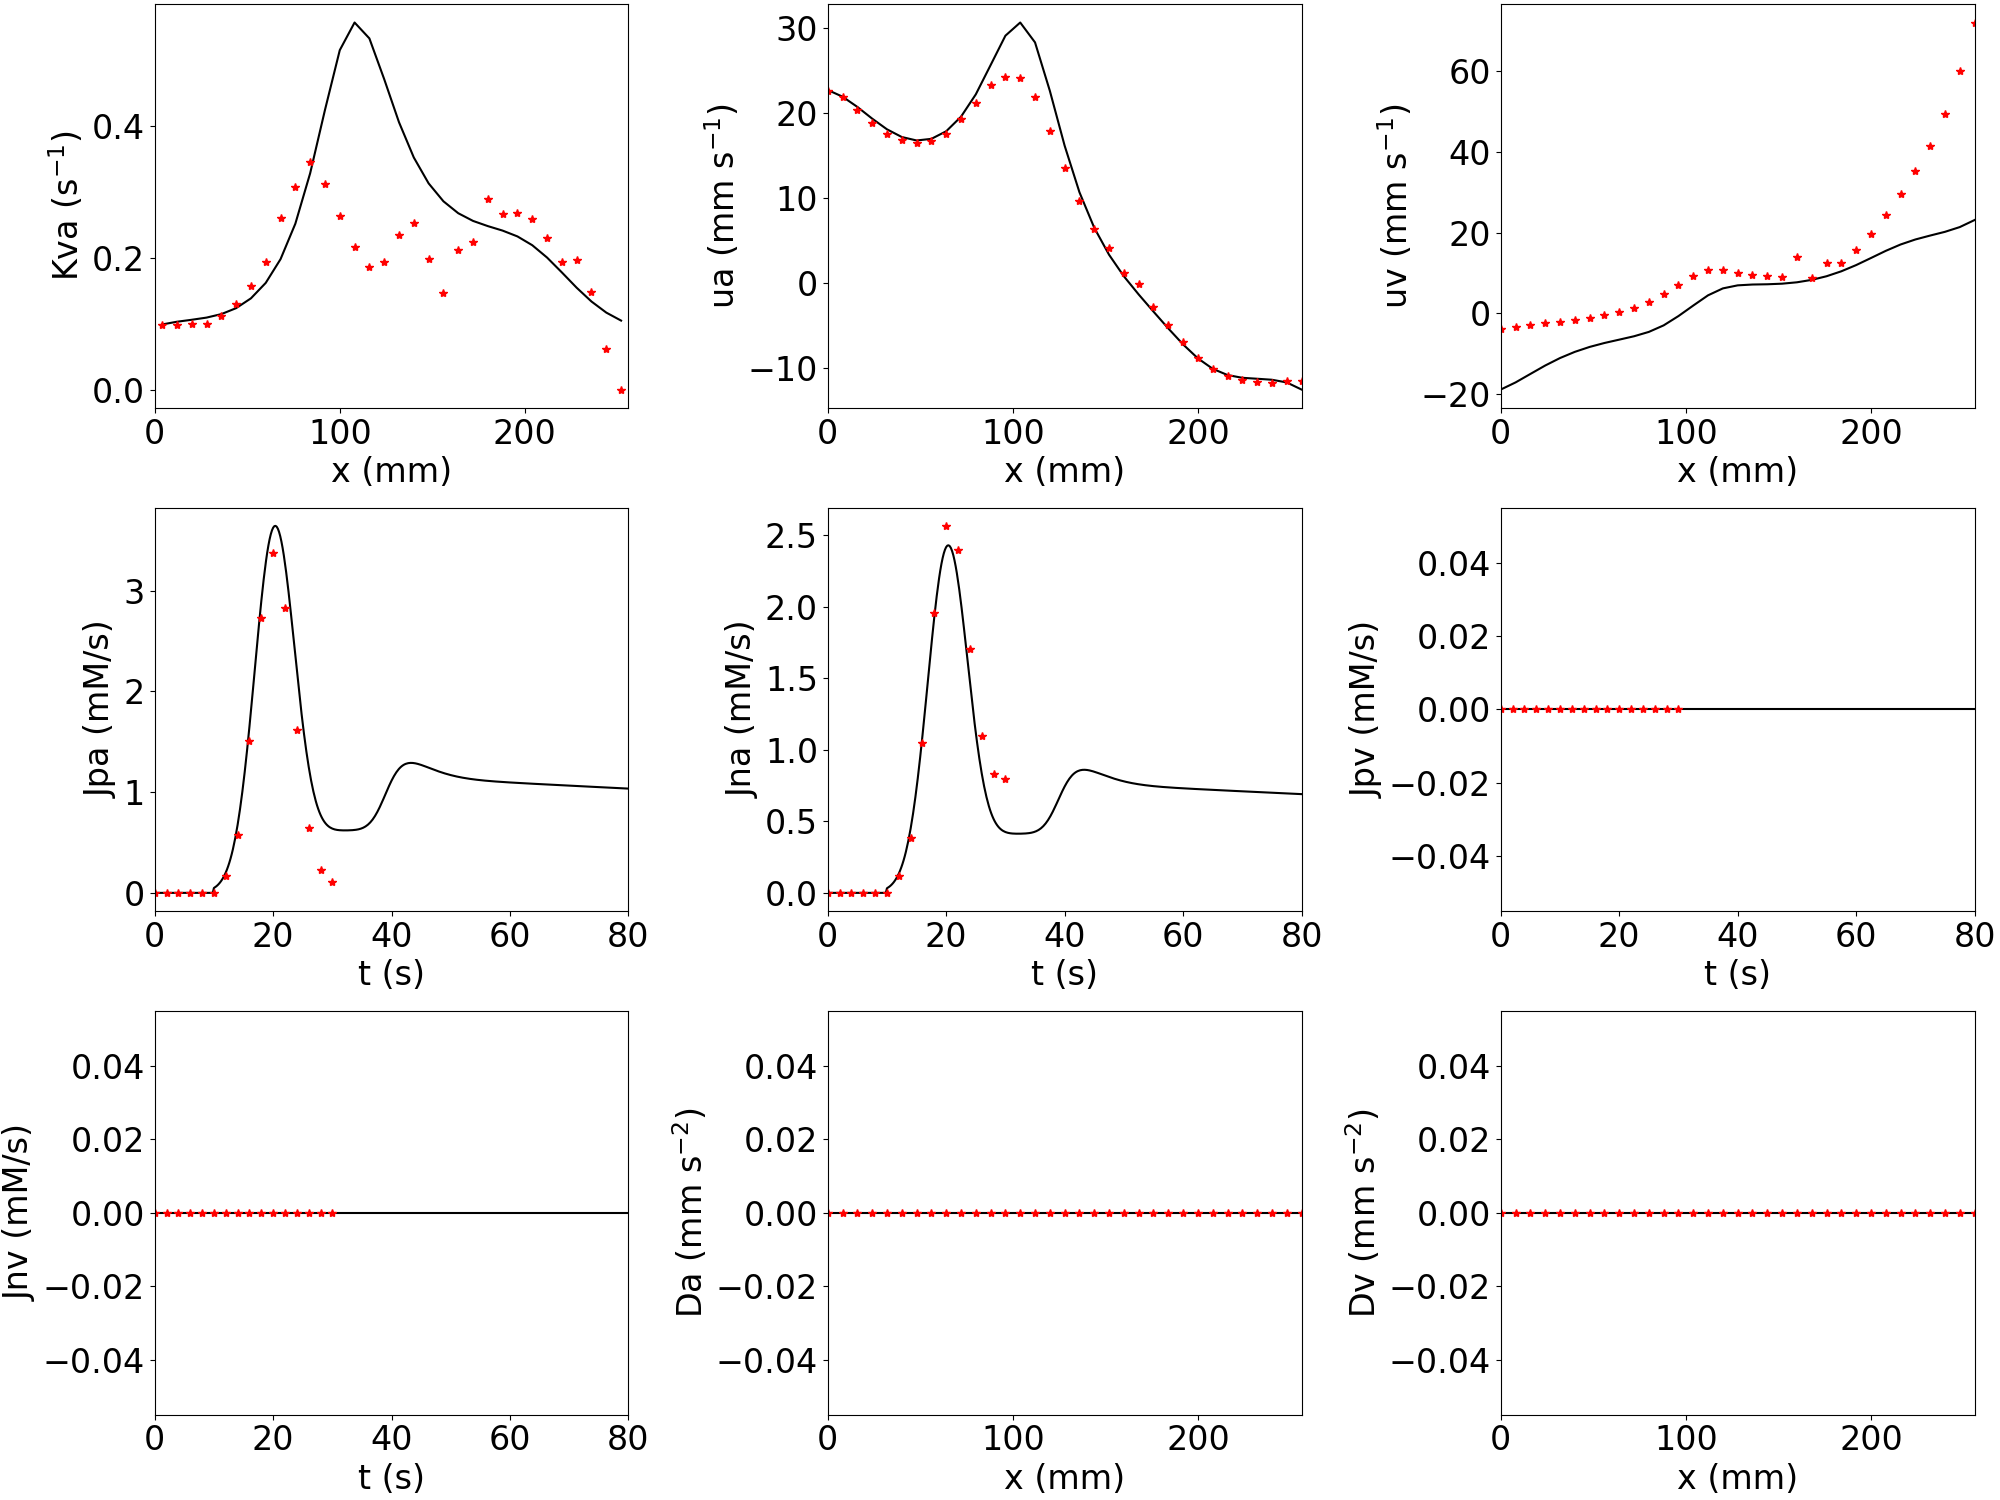 Kva (s⁻¹)
0.4
0.2
0.0
0 100 200
x (mm)
ua (mm s⁻¹)
30
20
10
0
−10
0 100 200
x (mm)
uv (mm s⁻¹)
60
40
20
0
−20
0 100 200
x (mm)
Jpa (mM/s)
3
2
1
0
0 20 40 60 80
t (s)
Jna (mM/s)
2.5
2.0
1.5
1.0
0.5
0.0
0 20 40 60 80
t (s)
Jpv (mM/s)
0.04
0.02
0.00
−0.02
−0.04
0 20 40 60 80
t (s)
Jnv (mM/s)
0.04
0.02
0.00
−0.02
−0.04
0 20 40 60 80
t (s)
Da (mm s⁻²)
0.04
0.02
0.00
−0.02
−0.04
0 100 200
x (mm)
Dv (mm s⁻²)
0.04
0.02
0.00
−0.02
−0.04
0 100 200
x (mm)